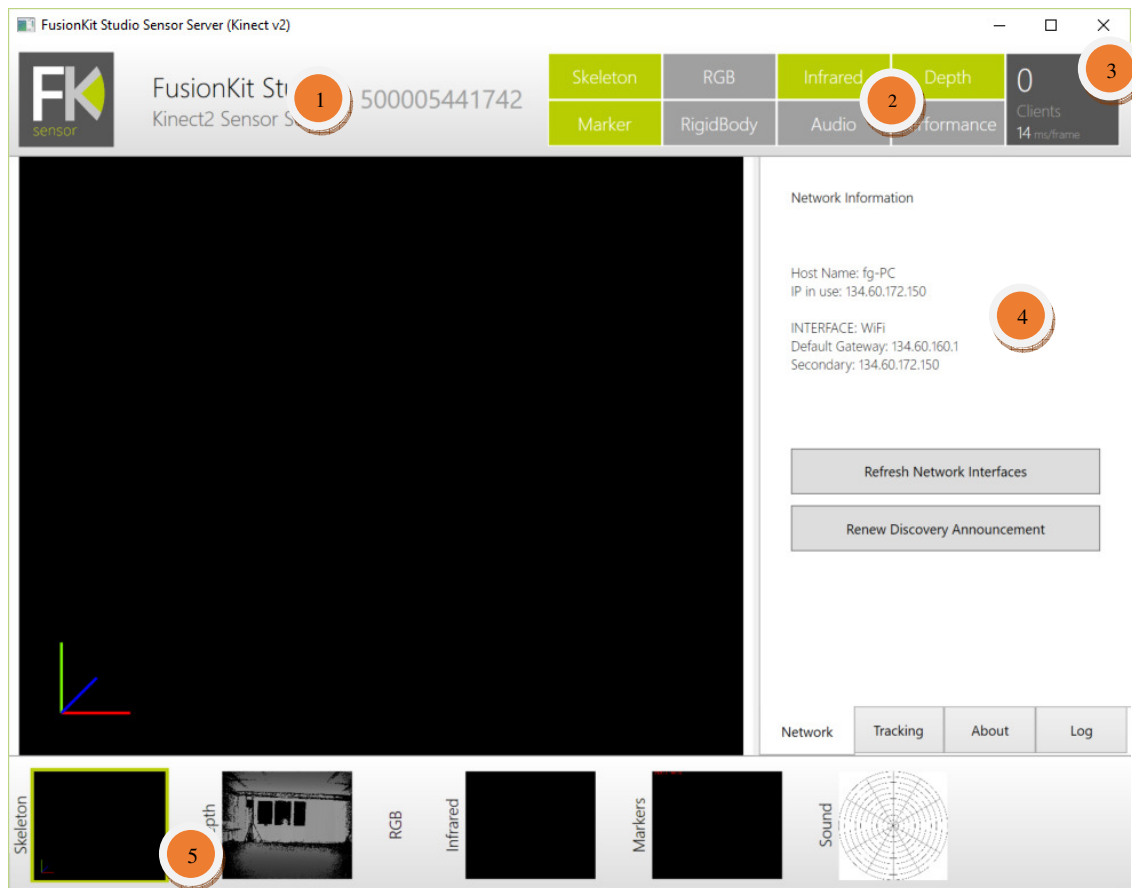 FusionKit Studio Sensor Server (Kinect v2)
FK
sensor
FusionKit
Kinect2 Sensor
1
500005441742
Skeleton
RGB
Infrared
Depth
Marker
RigidBody
Audio
2
0
Clients
14 ms/frame
3
Network Information
Host Name: fg-PC
IP in use: 134.60.172.150
4
INTERFACE: WiFi
Default Gateway: 134.60.160.1
Secondary: 134.60.172.150
Refresh Network Interfaces
Renew Discovery Announcement
Network
Tracking
About
Log
Skeleton
5
RGB
Infrared
Markers
Sound